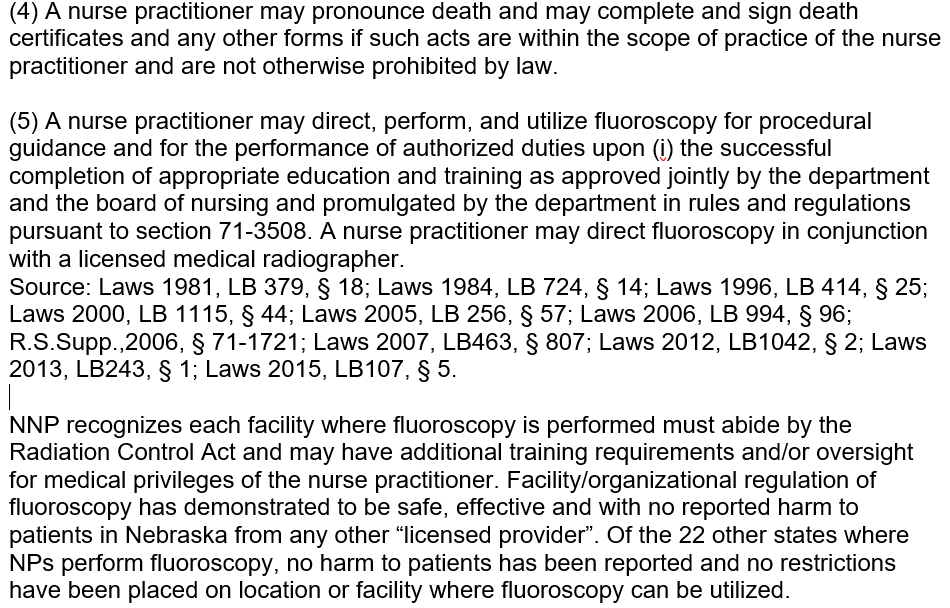 (4) A nurse practitioner may pronounce death and may complete and sign death
certificates and any other forms if such acts are within the scope of practice of the nurse
practitioner and are not otherwise prohibited by law.
(5) A nurse practitioner may direct, perform, and utilize fluoroscopy for procedural
guidance and for the performance of authorized duties upon (i) the successful
completion of appropriate education and training as approved jointly by the department
and the board of nursing and promulgated by the department in rules and regulations
pursuant to section 71-3508. A nurse practitioner may direct fluoroscopy in conjunction
with a licensed medical radiographer.
Source: Laws 1981, LB 379, § 18; Laws 1984, LB 724, § 14; Laws 1996, LB 414, § 25;
Laws 2000, LB 1115, § 44; Laws 2005, LB 256, § 57; Laws 2006, LB 994, § 96;
R.S.Supp.,2006, § 71-1721; Laws 2007, LB463, § 807; Laws 2012, LB1042, § 2; Laws
2013, LB243, § 1; Laws 2015, LB107, § 5.
NNP recognizes each facility where fluoroscopy is performed must abide by the
Radiation Control Act and may have additional training requirements and/or oversight
for medical privileges of the nurse practitioner. Facility/organizational regulation of
fluoroscopy has demonstrated to be safe, effective and with no reported harm to
patients in Nebraska from any other “licensed provider”. Of the 22 other states where
NPs perform fluoroscopy, no harm to patients has been reported and no restrictions
have been placed on location or facility where fluoroscopy can be utilized.